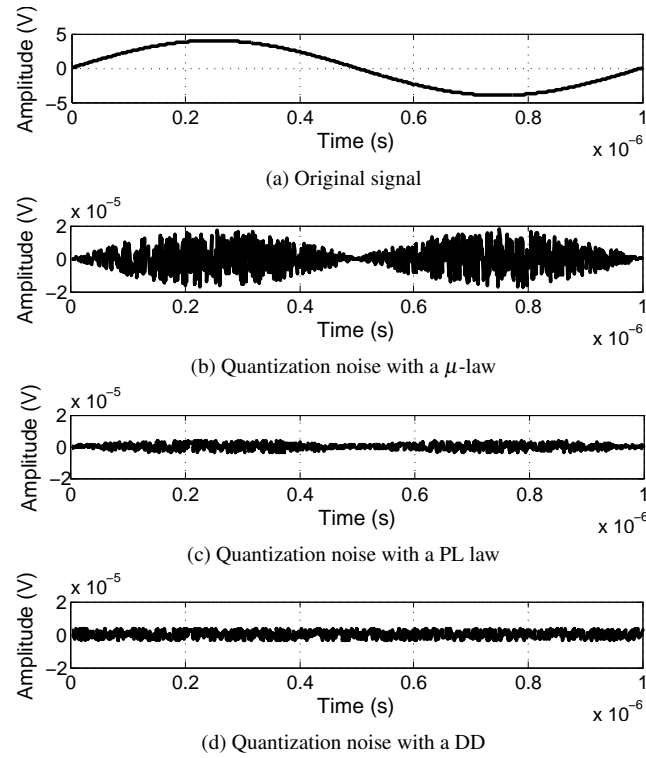 Amplitude (V)
5
0
−5
0
0.2
0.4
0.6
0.8
1
Time (s)
x 10⁻⁶
(a) Original signal
x 10⁻⁵
Amplitude (V)
2
0
−2
0
0.2
0.4
0.6
0.8
1
Time (s)
x 10⁻⁶
(b) Quantization noise with a μ-law
x 10⁻⁵
Amplitude (V)
2
0
−2
0
0.2
0.4
0.6
0.8
1
Time (s)
x 10⁻⁶
(c) Quantization noise with a PL law
x 10⁻⁵
Amplitude (V)
2
0
−2
0
0.2
0.4
0.6
0.8
1
Time (s)
x 10⁻⁶
(d) Quantization noise with a DD